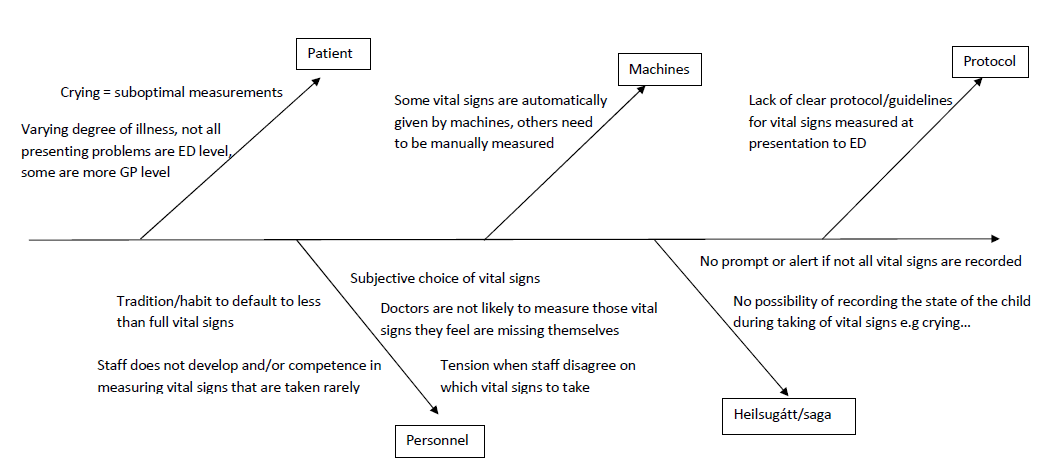 Patient
Crying = suboptimal measurements
Varying degree of illness, not all
presenting problems are ED level,
some are more GP level
Machines
Some vital signs are automatically
given by machines, others need
to be manually measured
Protocol
Lack of clear protocol/guidelines
for vital signs measured at
presentation to ED
Tradition/habit to default to less
than full vital signs
Staff does not develop and/or competence in
measuring vital signs that are taken rarely
Subjective choice of vital signs
Doctors are not likely to measure those vital
signs they feel are missing themselves
Tension when staff disagree on
which vital signs to take
Personnel
No prompt or alert if not all vital signs are recorded
No possibility of recording the state of the child
during taking of vital signs e.g crying...
Heilsugátt/saga